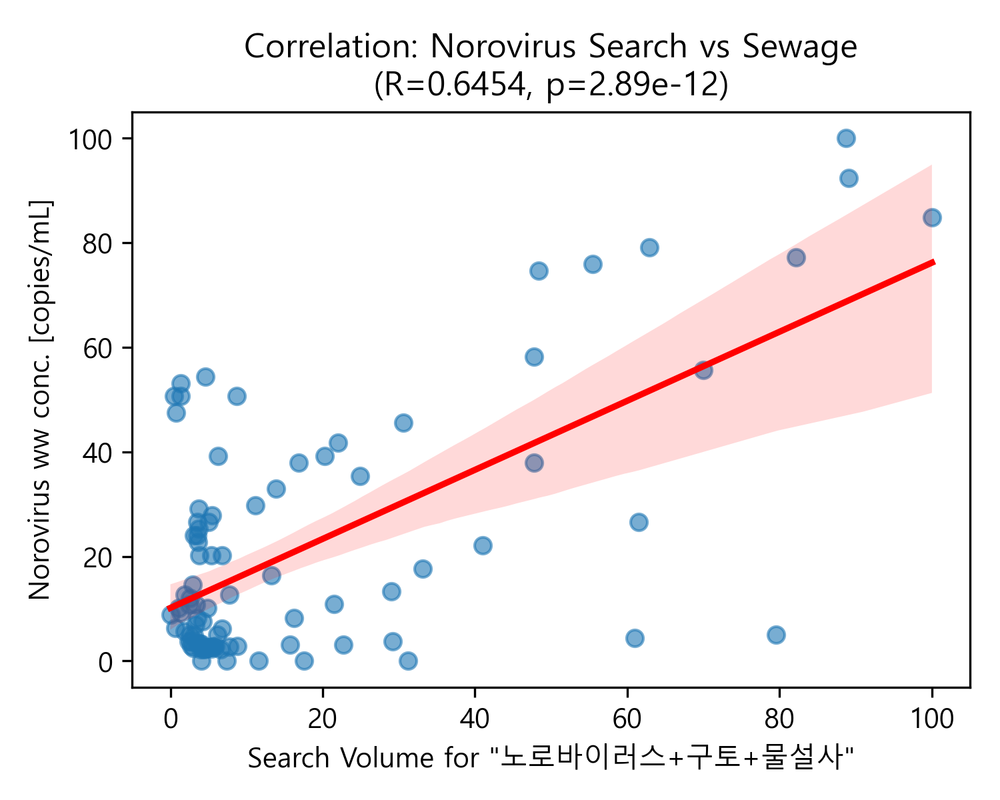 Correlation: Norovirus Search vs Sewage
(R=0.6454, p=2.89e-12)
Norovirus ww conc. [copies/mL]
100
80
60
40
20
0
0 20 40 60 80 100
Search Volume for "노로바이러스+구토+물설사"